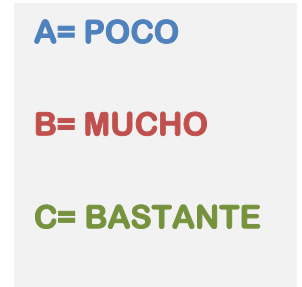 A= POCO
B= MUCHO
C= BASTANTE